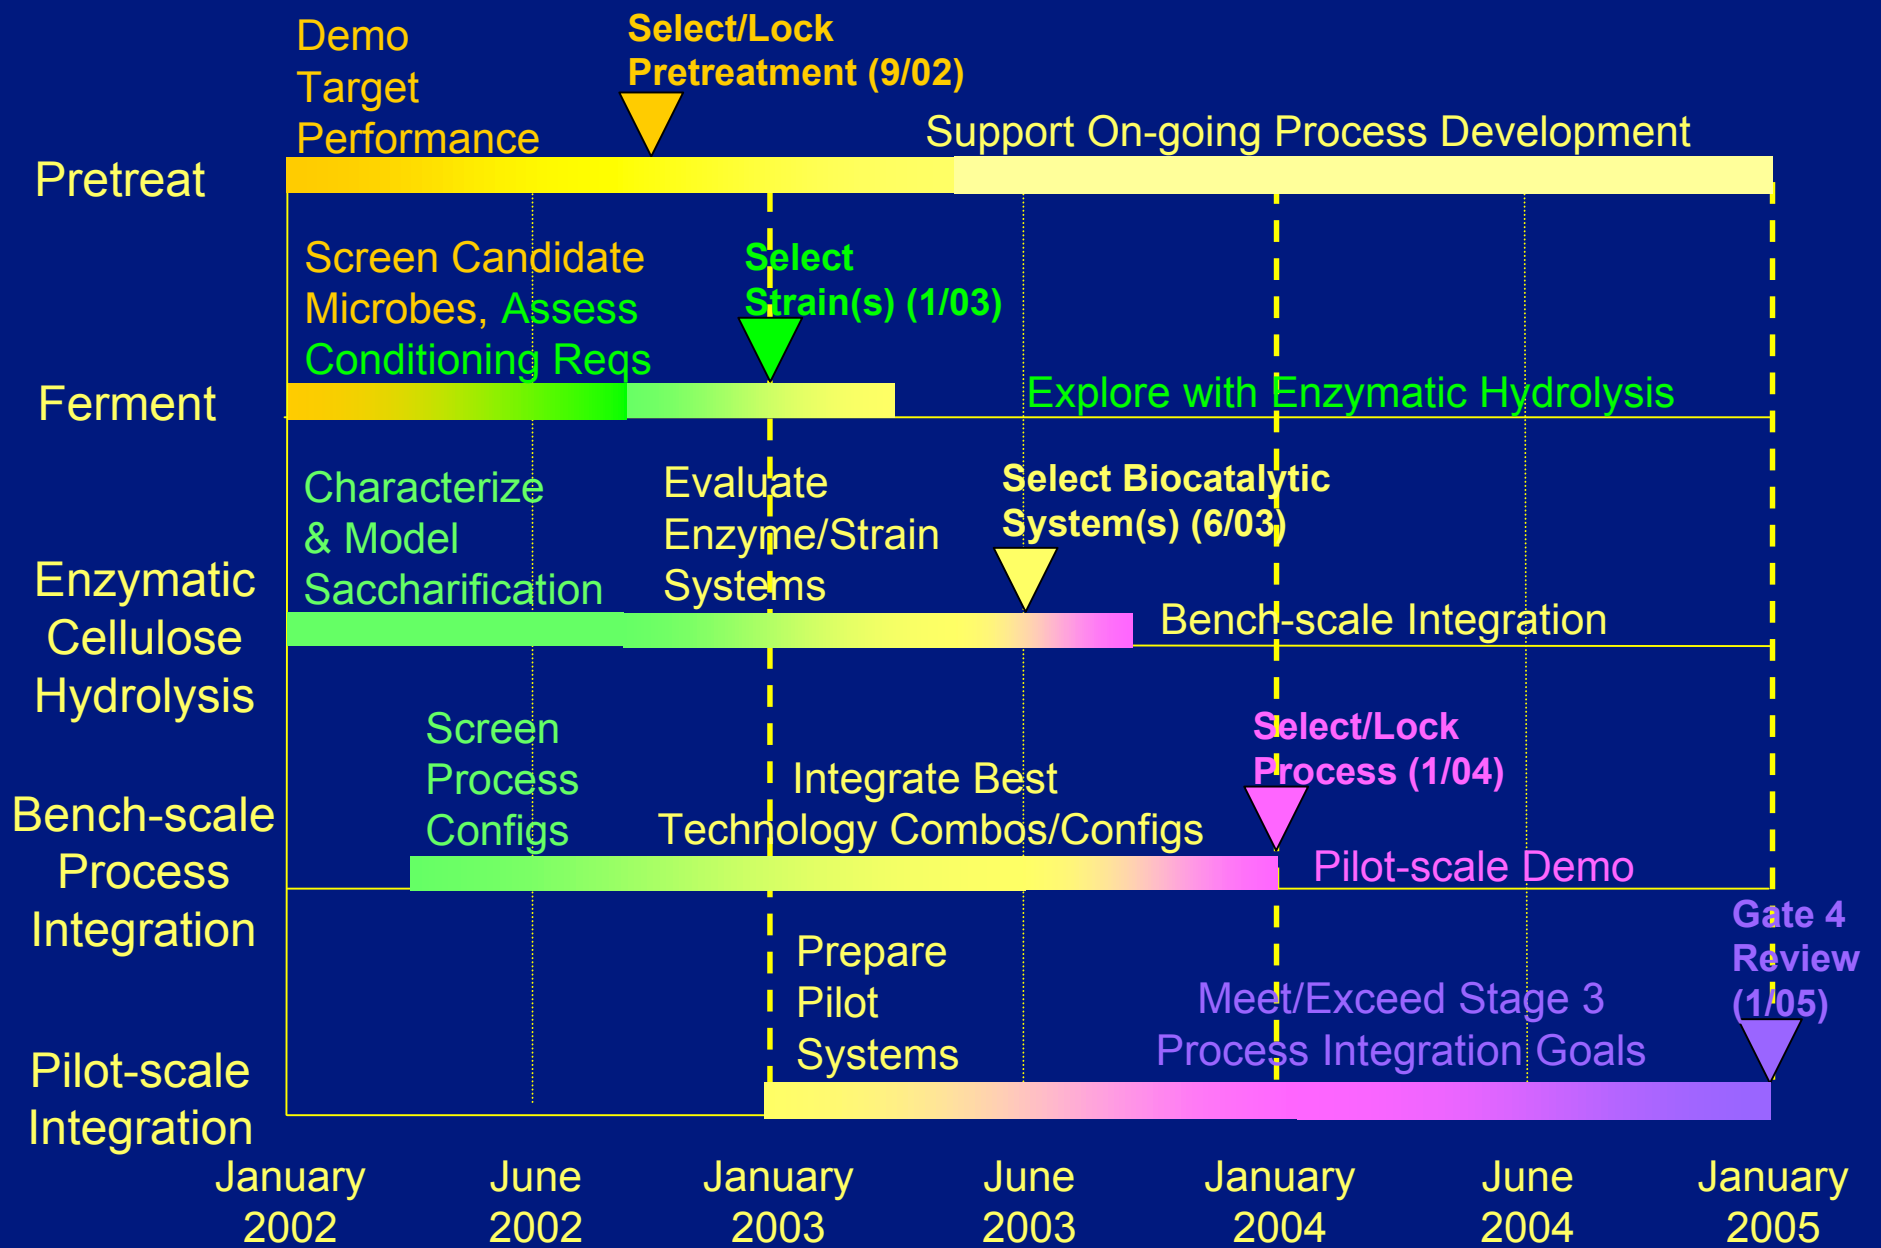 Demo
Target
Performance
Select/Lock
Pretreatment (9/02)
Support On-going Process Development
Pretreat
Screen Candidate
Microbes, Assess
Conditioning Reqs
Select
Strain(s) (1/03)
Ferment
Explore with Enzymatic Hydrolysis
Characterize
& Model
Saccharification
Evaluate
Enzyme/Strain
Systems
Select Biocatalytic
System(s) (6/03)
Enzymatic
Cellulose
Hydrolysis
Bench-scale Integration
Screen
Process
Configs
Integrate Best
Technology Combos/Configs
Select/Lock
Process (1/04)
Bench-scale
Process
Integration
Pilot-scale Demo
Prepare
Pilot
Systems
Meet/Exceed Stage 3
Process Integration Goals
Gate 4
Review
(1/05)
Pilot-scale
Integration
January
2002
June
2002
January
2003
June
2003
January
2004
June
2004
January
2005